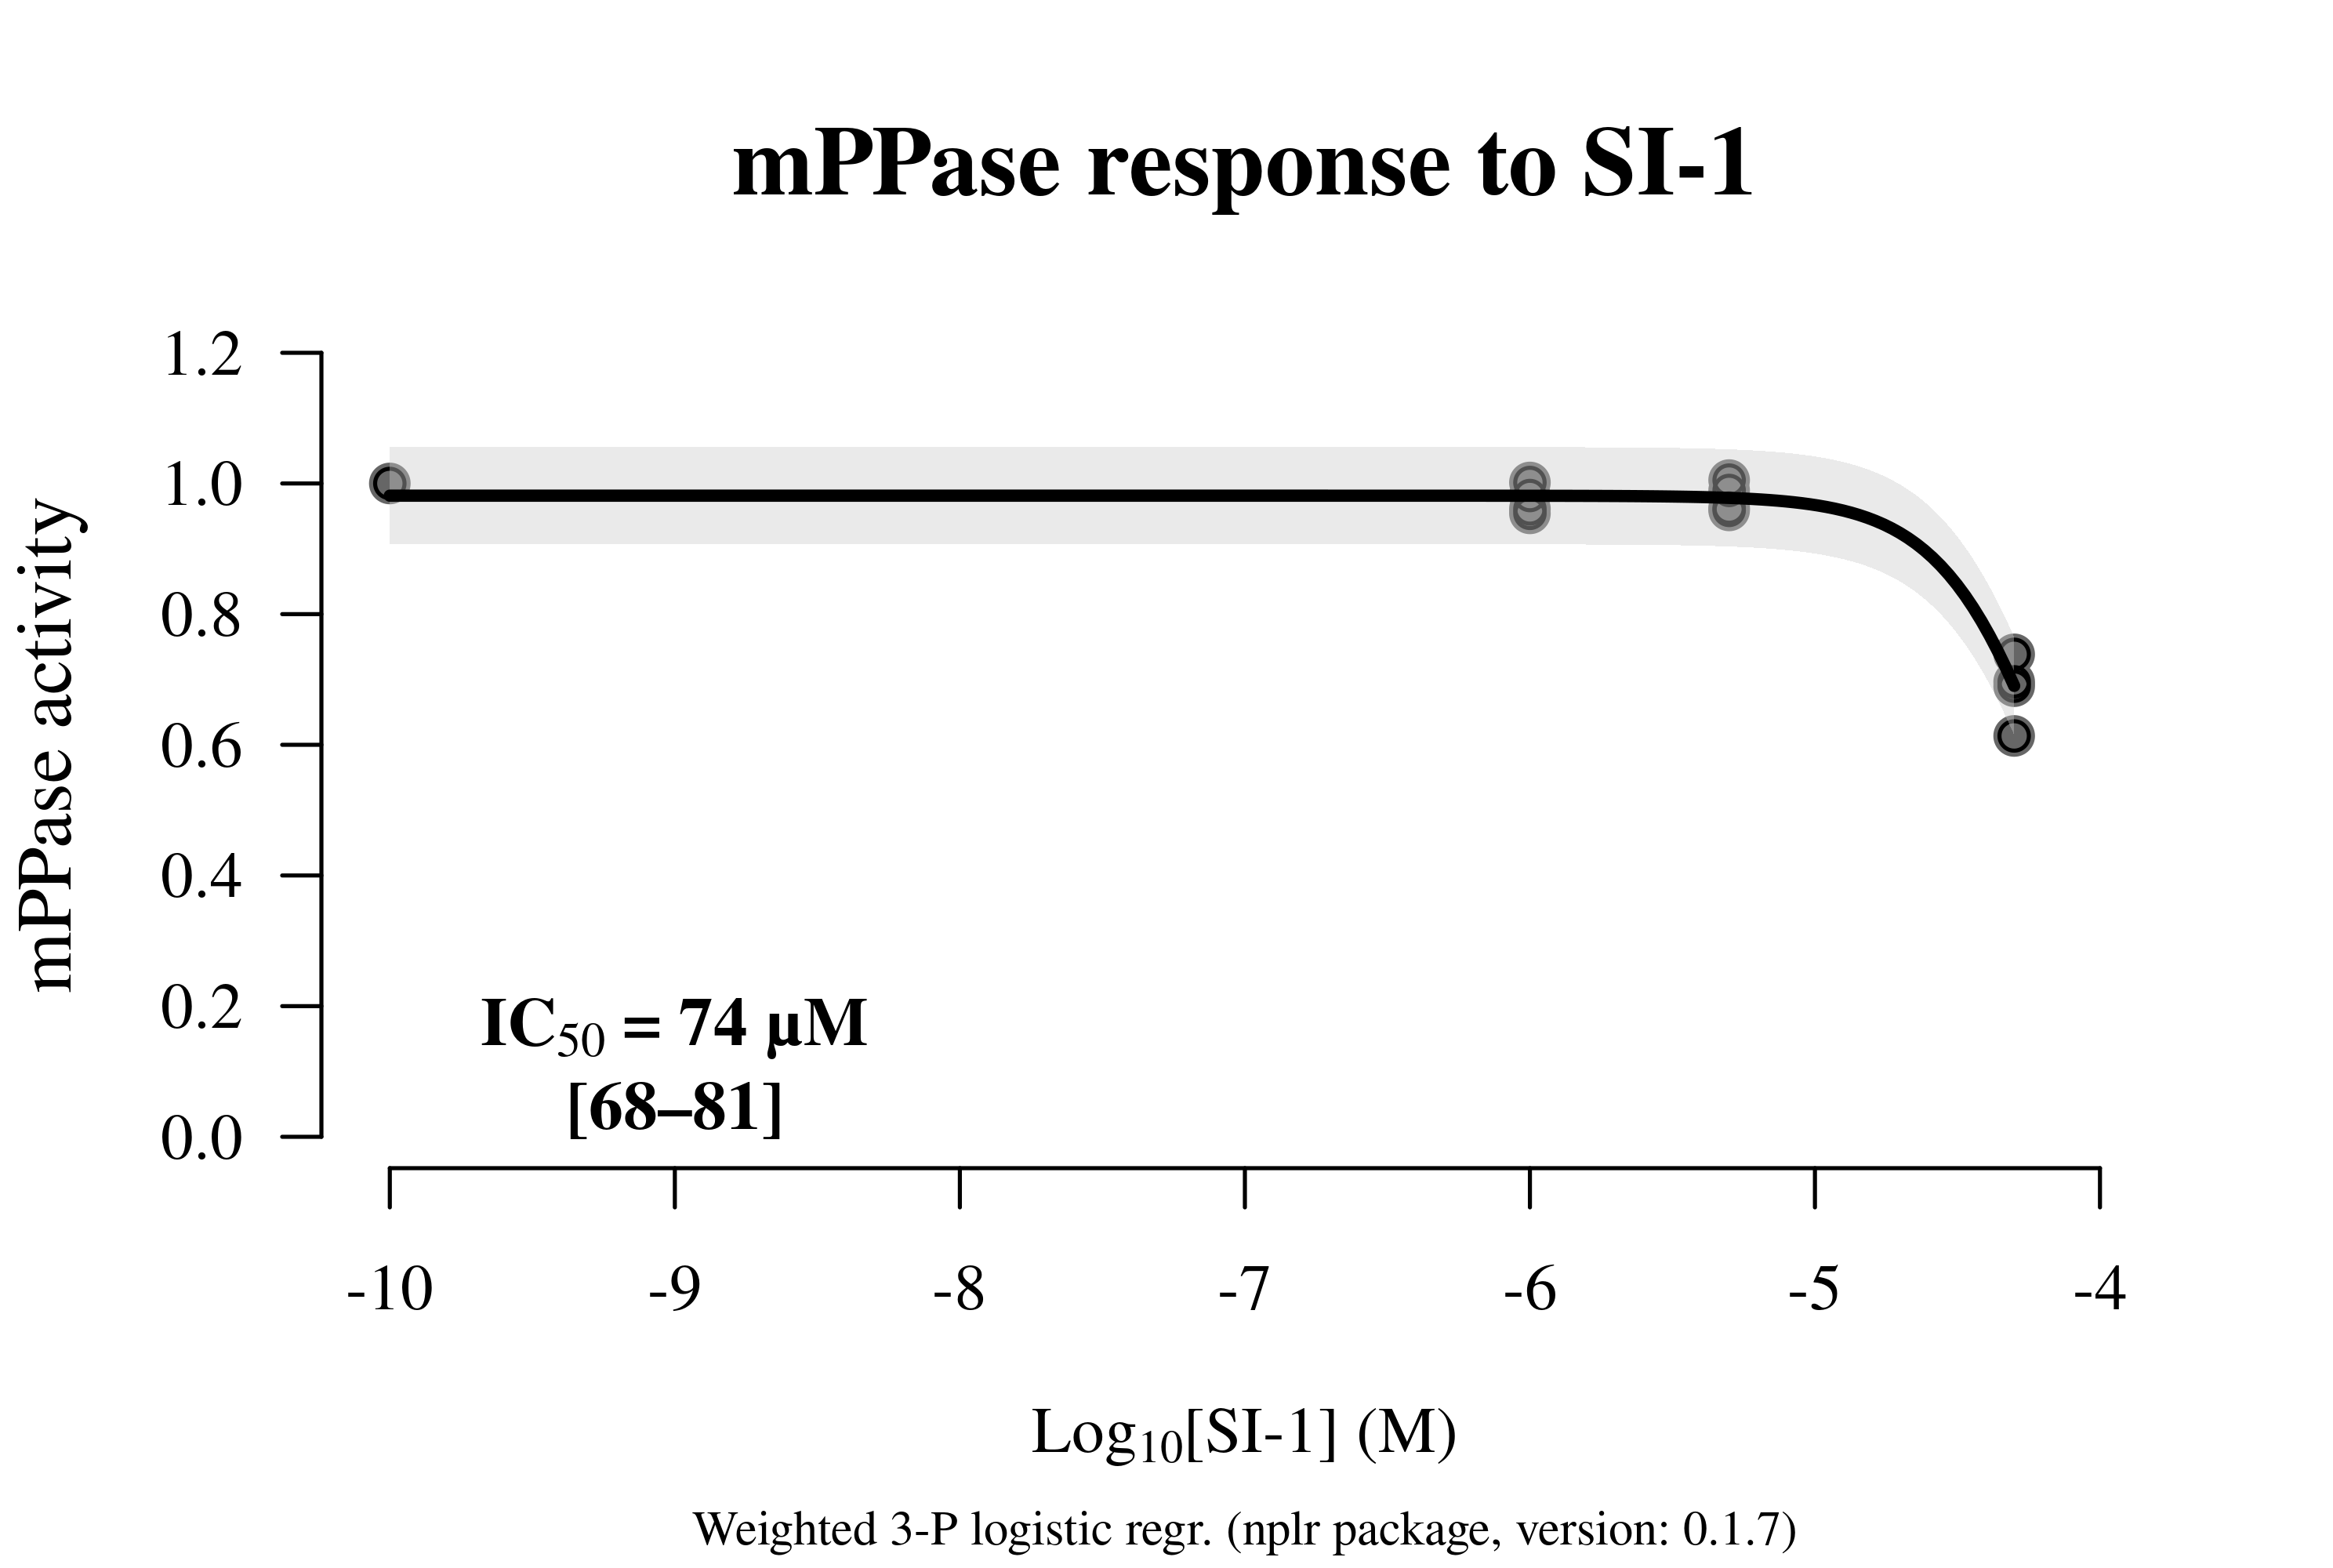 mPPase response to SI-1
mPPase activity
1.2
1.0
0.8
0.6
0.4
0.2
0.0
IC50 = 74 µM
[68–81]
-10 -9 -8 -7 -6 -5 -4
Log10[SI-1] (M)
Weighted 3-P logistic regr. (nplr package, version: 0.1.7)